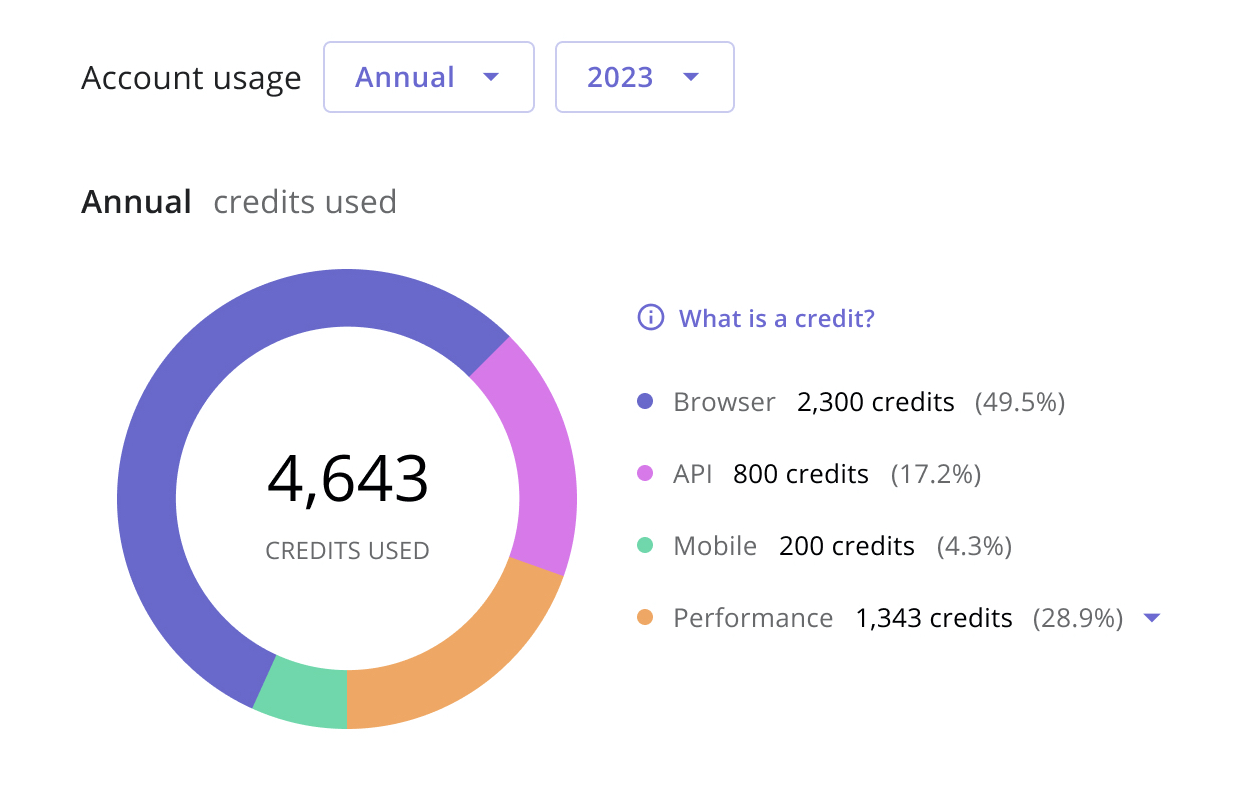 Account usage Annual 2023
Annual credits used
What is a credit?
Browser 2,300 credits (49.5%)
API 800 credits (17.2%)
Mobile 200 credits (4.3%)
Performance 1,343 credits (28.9%)
4,643
CREDITS USED